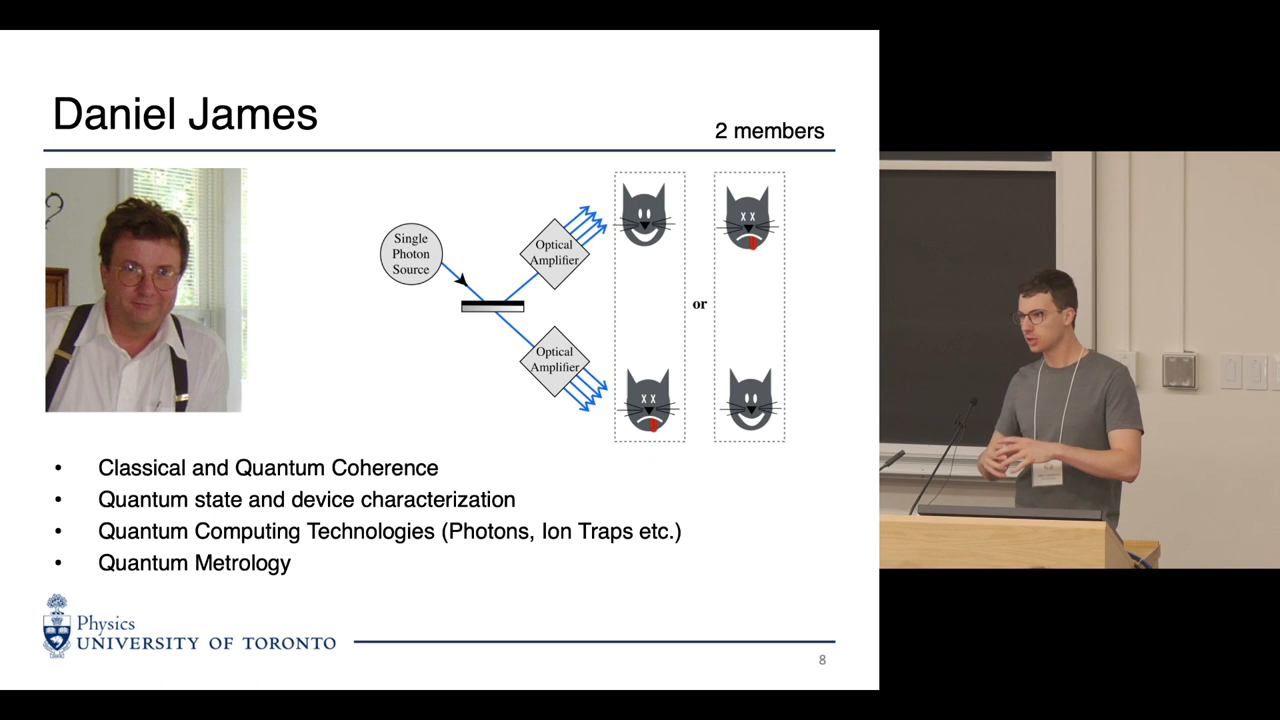 Daniel James
2 members
Single
Photon
Source
Optical
Amplifier
Optical
Amplifier
or
• Classical and Quantum Coherence
• Quantum state and device characterization
• Quantum Computing Technologies (Photons, Ion Traps etc.)
• Quantum Metrology
Physics
UNIVERSITY OF TORONTO
8